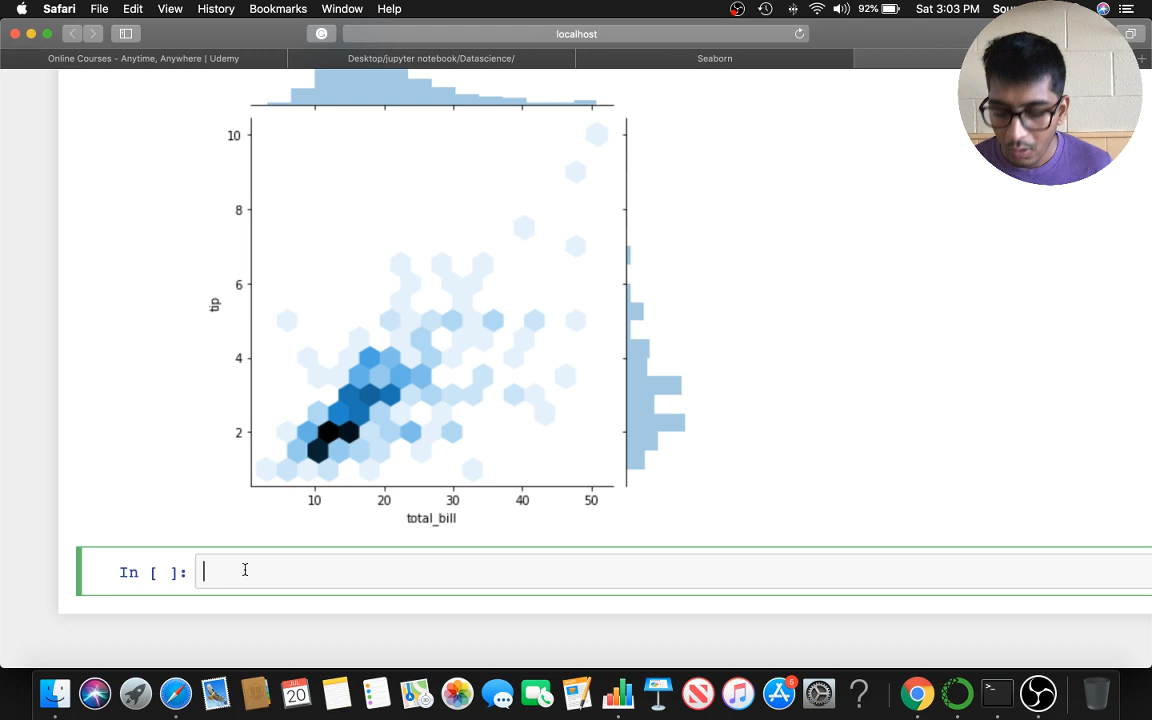 Safari File Edit View History Bookmarks Window Help 92% Sat 3:03 PM Sou
localhost
Online Courses - Anytime, Anywhere | Udemy Desktop/jupyter notebook/Datascience/ Seaborn
10
8
6
4
2
tip
10 20 30 40 50
total_bill
In [ ]:
JUL
20
5